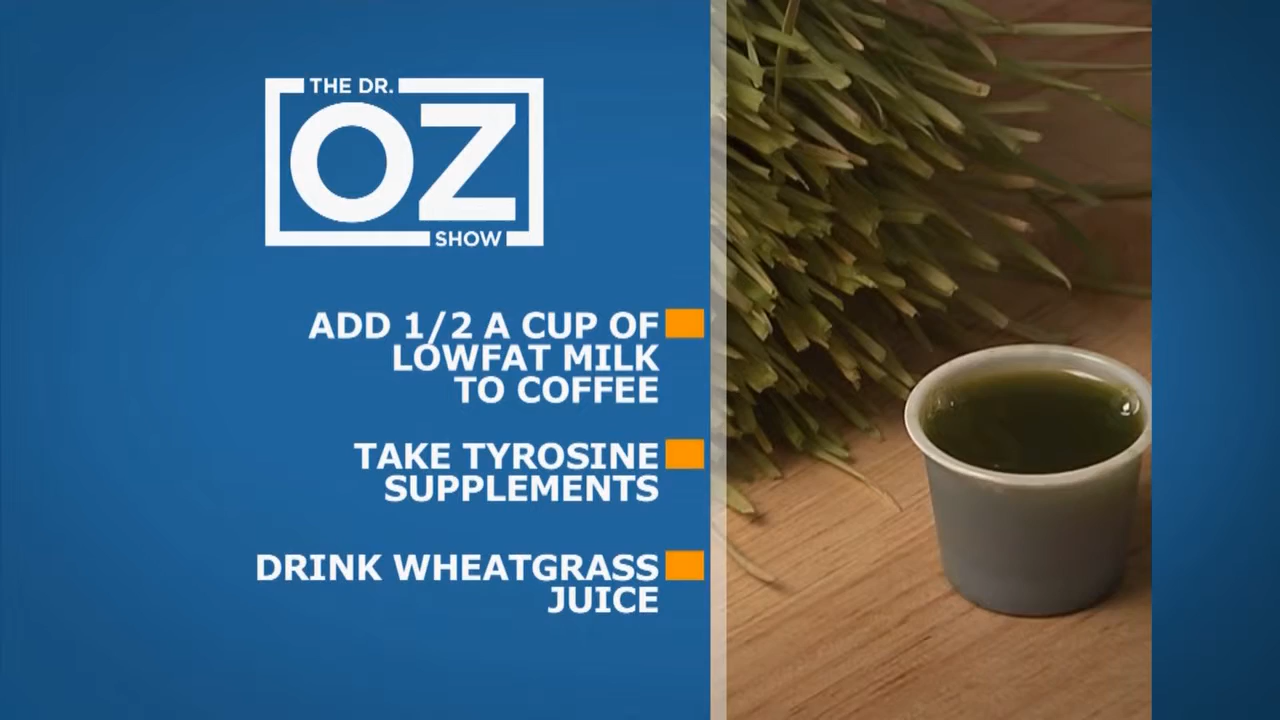 THE DR.
OZ
SHOW
ADD 1/2 A CUP OF
LOWFAT MILK
TO COFFEE
TAKE TYROSINE
SUPPLEMENTS
DRINK WHEATGRASS
JUICE